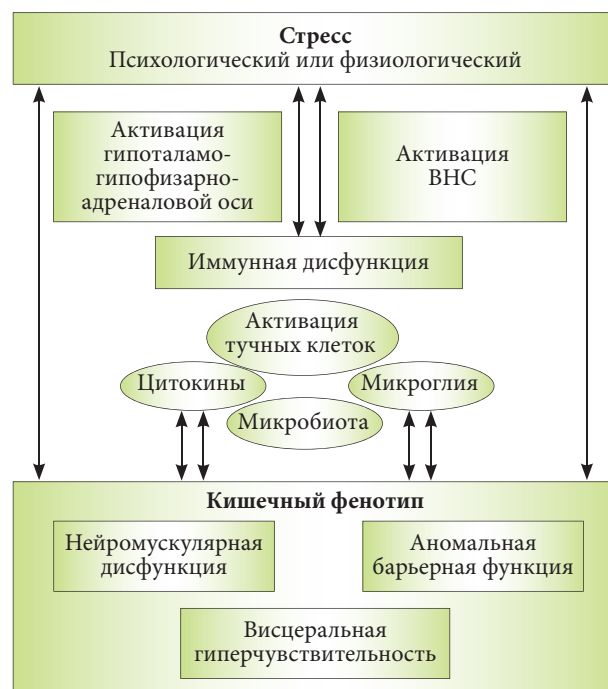 Стресс
Психологический или физиологический
Активация
гипоталамо-
гипофизарно-
адреналовой оси
Активация
ВНС
Иммунная дисфункция
Активация
тучных клеток
Цитокины
Микроглия
Микробиота
Кишечный фенотип
Нейромускулярная
дисфункция
Аномальная
барьерная функция
Висцеральная
гиперчувствительность